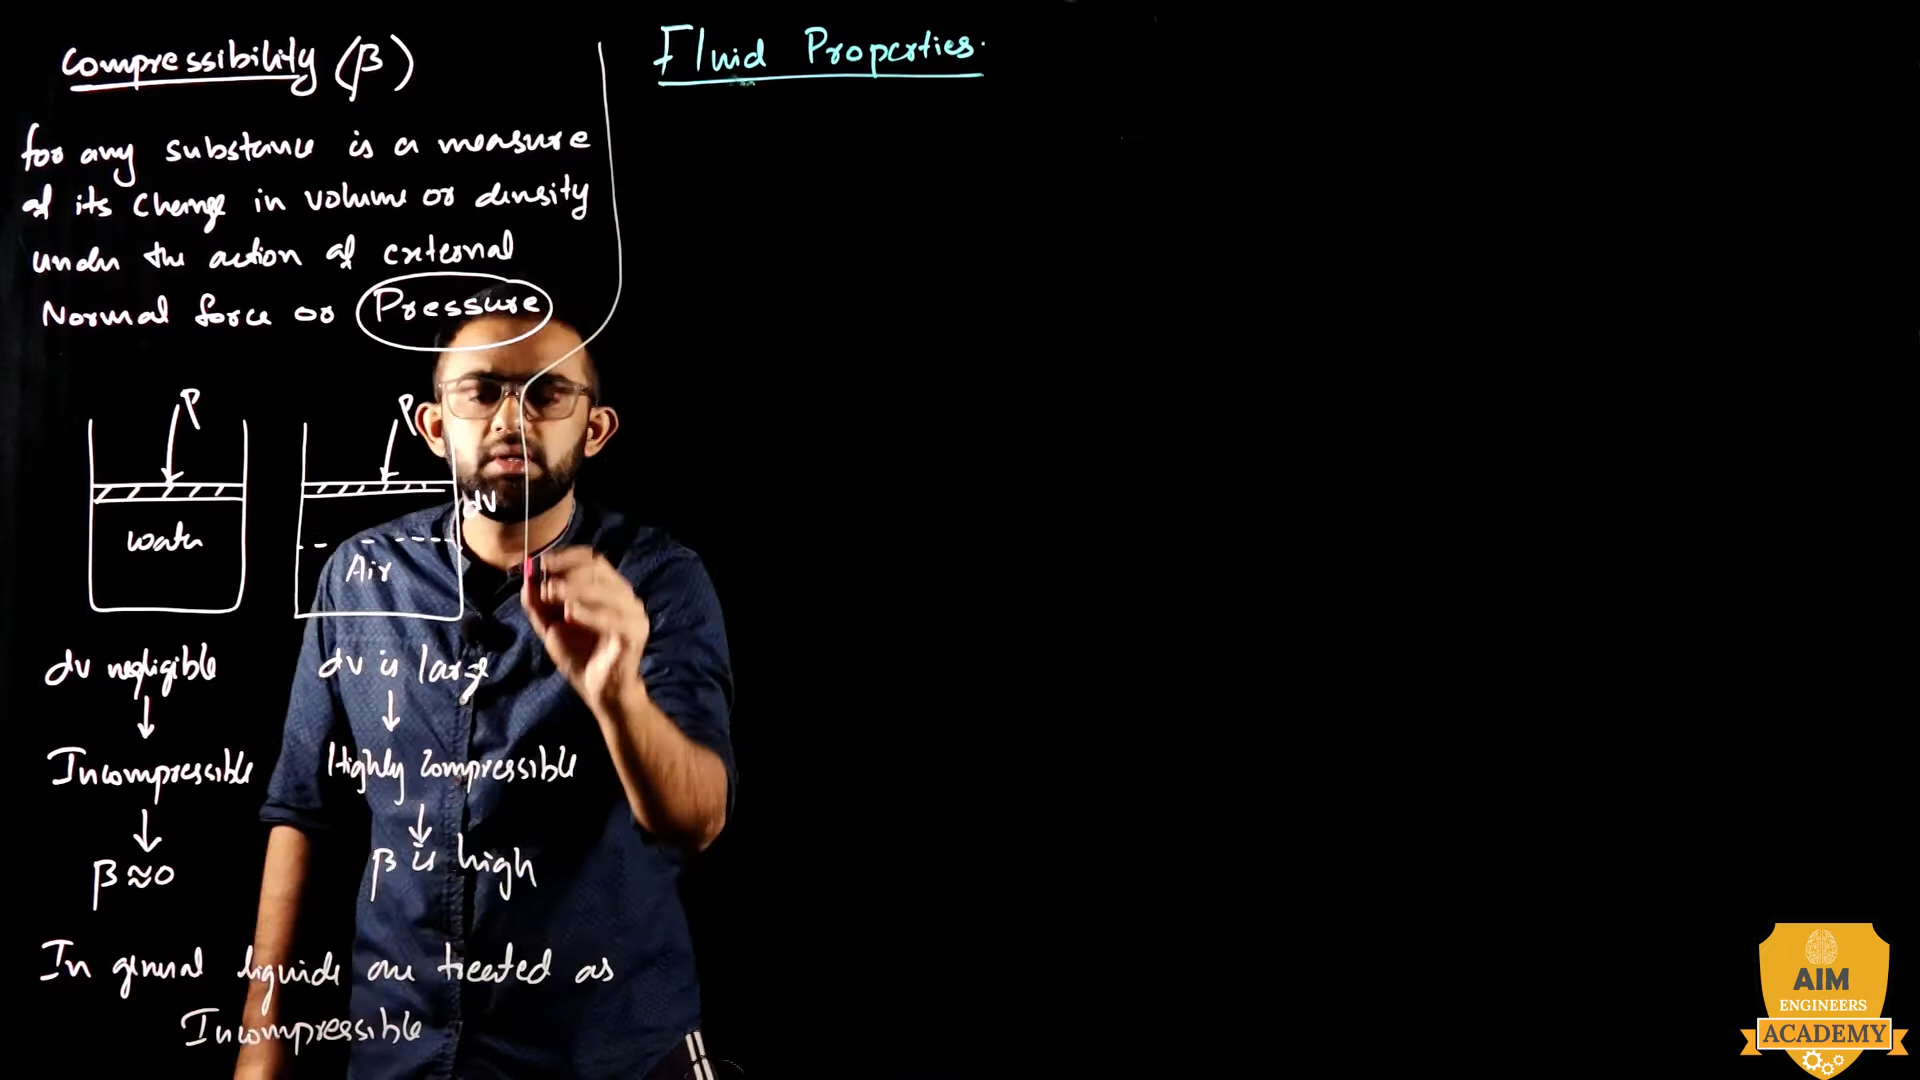 Fluid Properties.
Compressibility (β)
for any substance is a measure
of its change in volume or density
under the action of external
Normal force or Pressure
P
P
dv
water
Air
dv negligible
dv is large
↓
↓
Incompressible
Highly compressible
↓
↓
β ≈ 0
β is high
In general liquids are treated as
Incompressible
AIM
ENGINEERS
ACADEMY